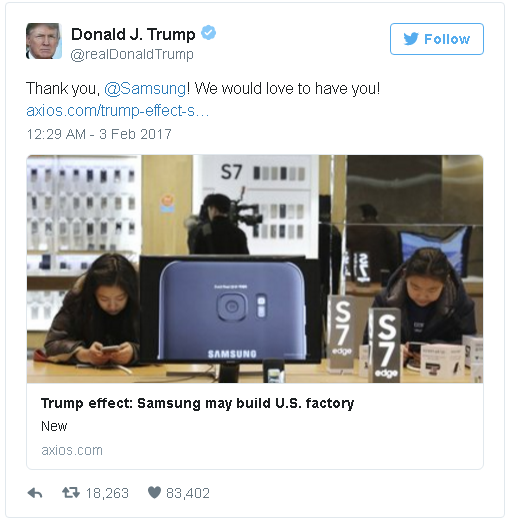 Donald J. Trump
Follow
@realDonaldTrump
Thank you, @Samsung! We would love to have you!
axios.com/trump-effect-s…
12:29 AM - 3 Feb 2017
S7
SAMSUNG
S
7
edge
S
7
edge
Trump effect: Samsung may build U.S. factory
New
axios.com
18,263
83,402